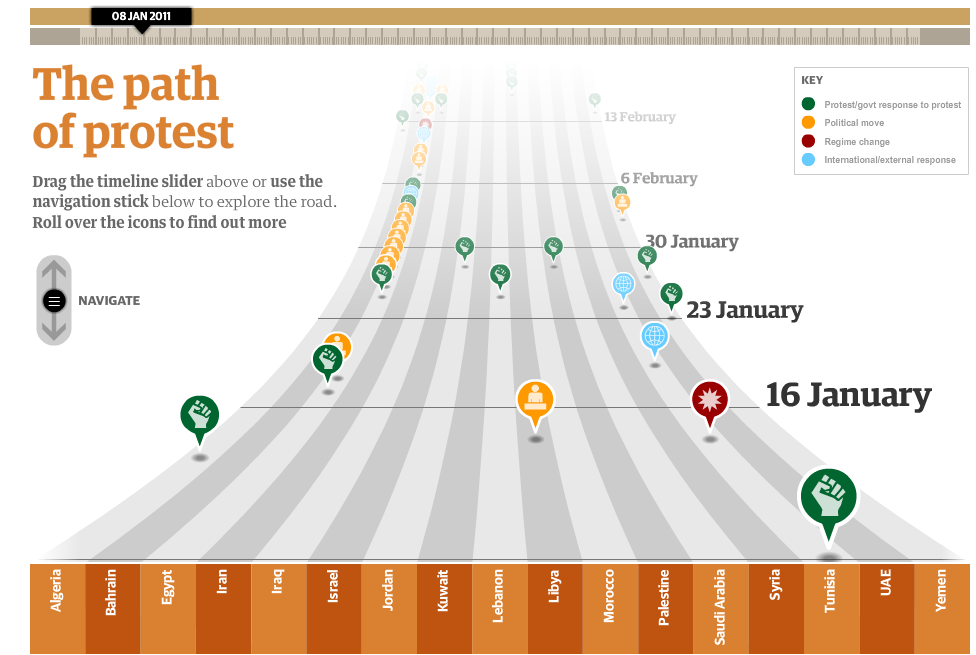 08 JAN 2011
The path
of protest
Drag the timeline slider above or use the
navigation stick below to explore the road.
Roll over the icons to find out more
NAVIGATE
KEY
Protest/govt response to protest
Political move
Regime change
International/external response
13 February
6 February
30 January
23 January
16 January
Algeria
Bahrain
Egypt
Iran
Iraq
Israel
Jordan
Kuwait
Lebanon
Libya
Morocco
Palestine
Saudi Arabia
Syria
Tunisia
UAE
Yemen